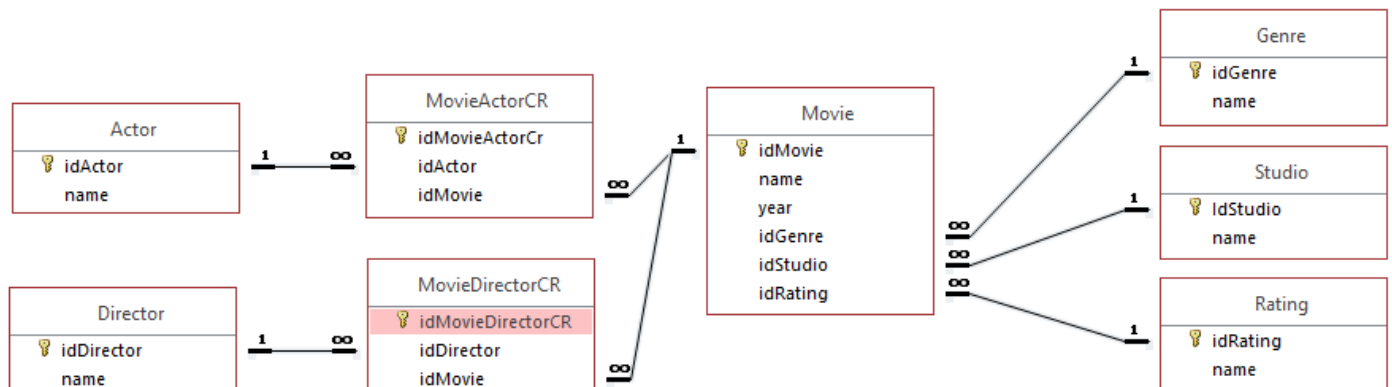 Actor
idActor
name
1 ∞
MovieActorCR
idMovieActorCr
idActor
idMovie
∞ 1
Director
idDirector
name
1 ∞
MovieDirectorCR
idMovieDirectorCR
idDirector
idMovie
∞
Movie
idMovie
name
year
idGenre
idStudio
idRating
∞ 1
∞ 1
∞ 1
Genre
idGenre
name
Studio
IdStudio
name
Rating
idRating
name